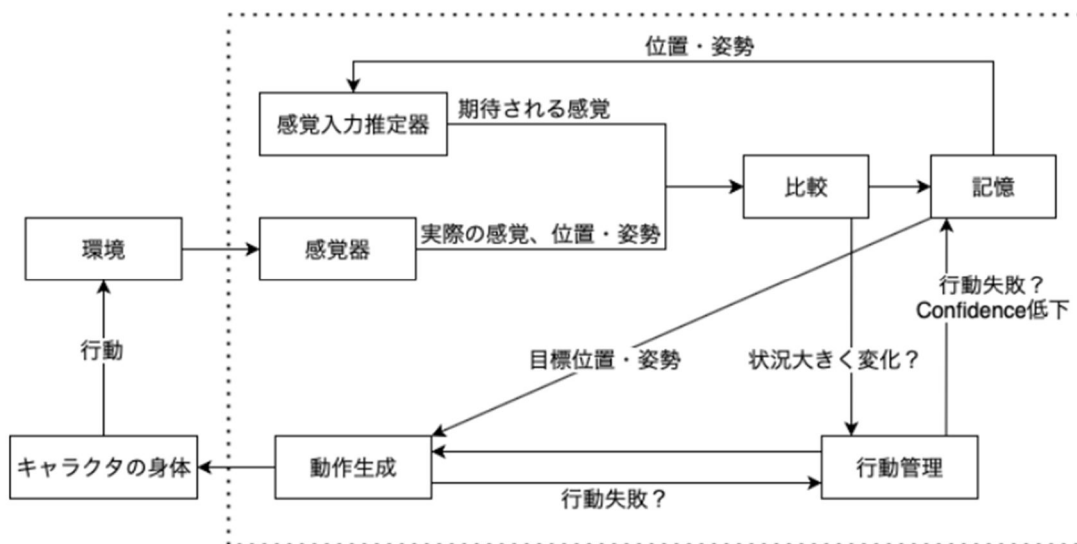 位置・姿勢
感覚入力推定器
期待される感覚
比較
記憶
環境
感覚器
実際の感覚、位置・姿勢
行動失敗？
Confidence低下
行動
目標位置・姿勢
状況大きく変化？
キャラクタの身体
動作生成
行動管理
行動失敗？